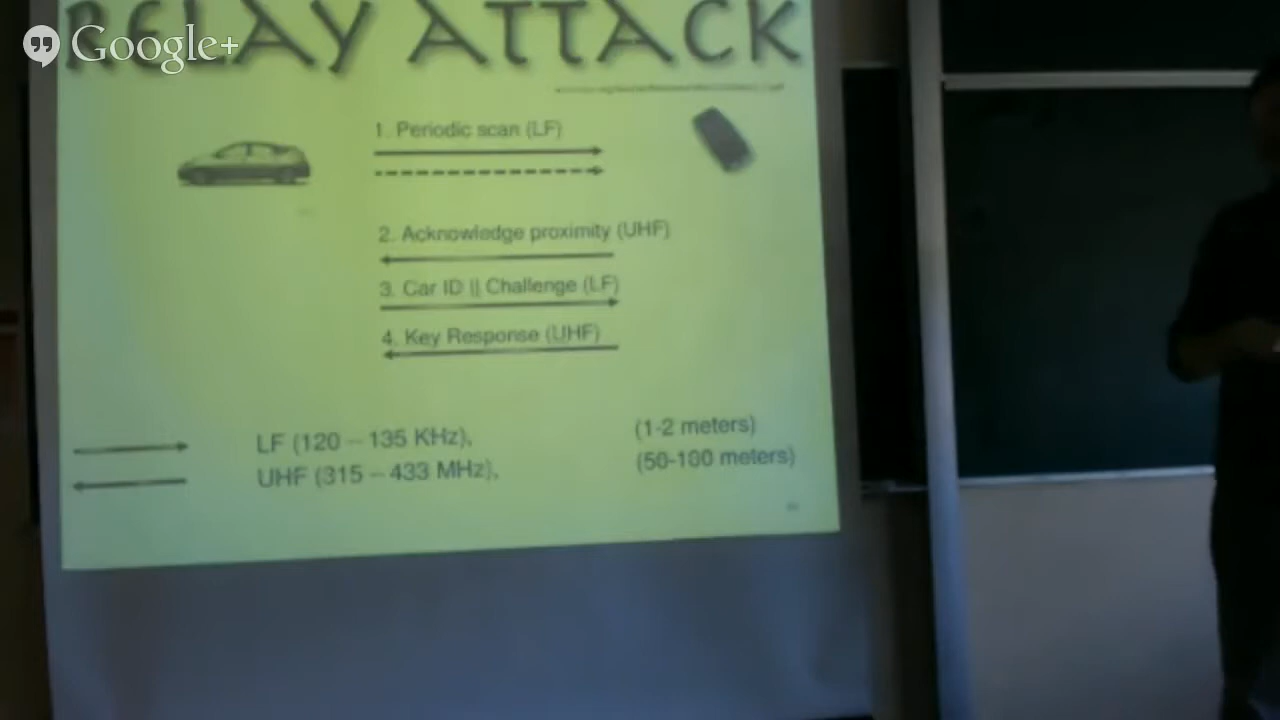 RELAY ATTACK
Google+
1. Periodic scan (LF)
2. Acknowledge proximity (UHF)
3. Car ID || Challenge (LF)
4. Key Response (UHF)
LF (120 – 135 KHz), (1-2 meters)
UHF (315 – 433 MHz), (50-100 meters)